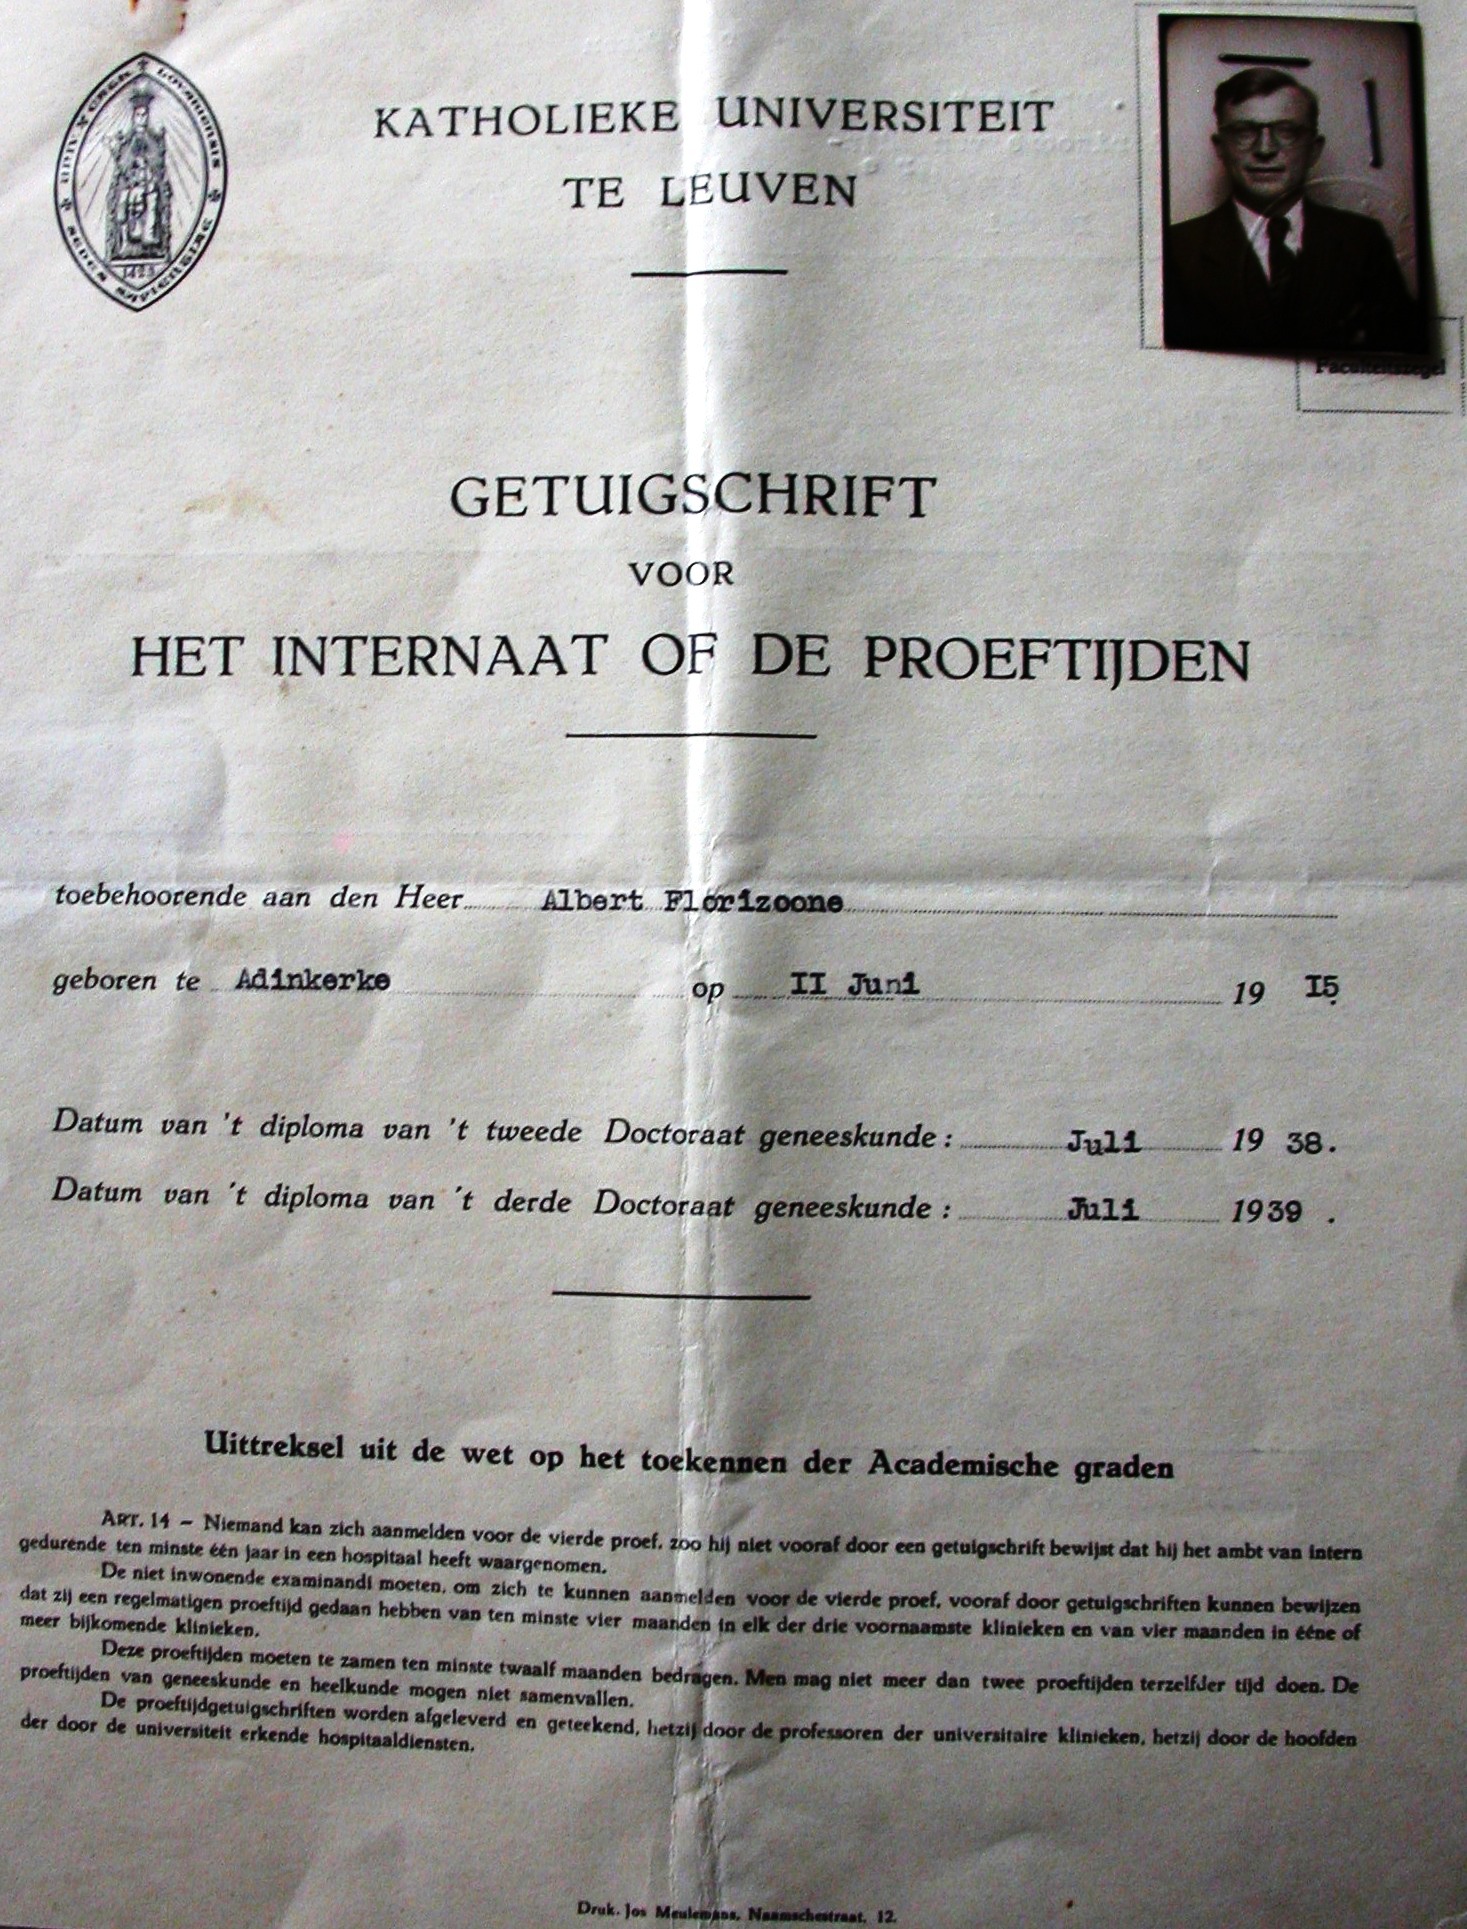 KATHOLIEKE UNIVERSITEIT
TE LEUVEN
SEDES SAPIENTIAE
Faculteitszegel
GETUIGSCHRIFT
VOOR
HET INTERNAAT OF DE PROEFTIJDEN
toebehoorende aan den Heer Albert Florizoone
geboren te Adinkerke op II Juni 19 I5
Datum van 't diploma van 't tweede Doctoraat geneeskunde : Juli 19 38.
Datum van 't diploma van 't derde Doctoraat geneeskunde : Juli 1939 .
Uittreksel uit de wet op het toekennen der Academische graden
ART. 14 – Niemand kan zich aanmelden voor de vierde proef, zoo hij niet vooraf door een getuigschrift bewijst dat hij het ambt van intern
gedurende ten minste één jaar in een hospitaal heeft waargenomen.
De niet inwonende examinandi moeten, om zich te kunnen aanmelden voor de vierde proef, vooraf door getuigschriften kunnen bewijzen
dat zij een regelmatigen proeftijd gedaan hebben van ten minste vier maanden in elk der drie voornaamste klinieken en van vier maanden in ééne of
meer bijkomende klinieken.
Deze proeftijden moeten te zamen ten minste twaalf maanden bedragen. Men mag niet meer dan twee proeftijden terzelfder tijd doen. De
proeftijden van geneeskunde en heelkunde mogen niet samenvallen.
De proeftijdgetuigschriften worden afgeleverd en geteekend, hetzij door de professoren der universitaire klinieken, hetzij door de hoofden
der door de universiteit erkende hospitaaldiensten.
Druk. Jos Meulemans, Naamschestraat, 12.